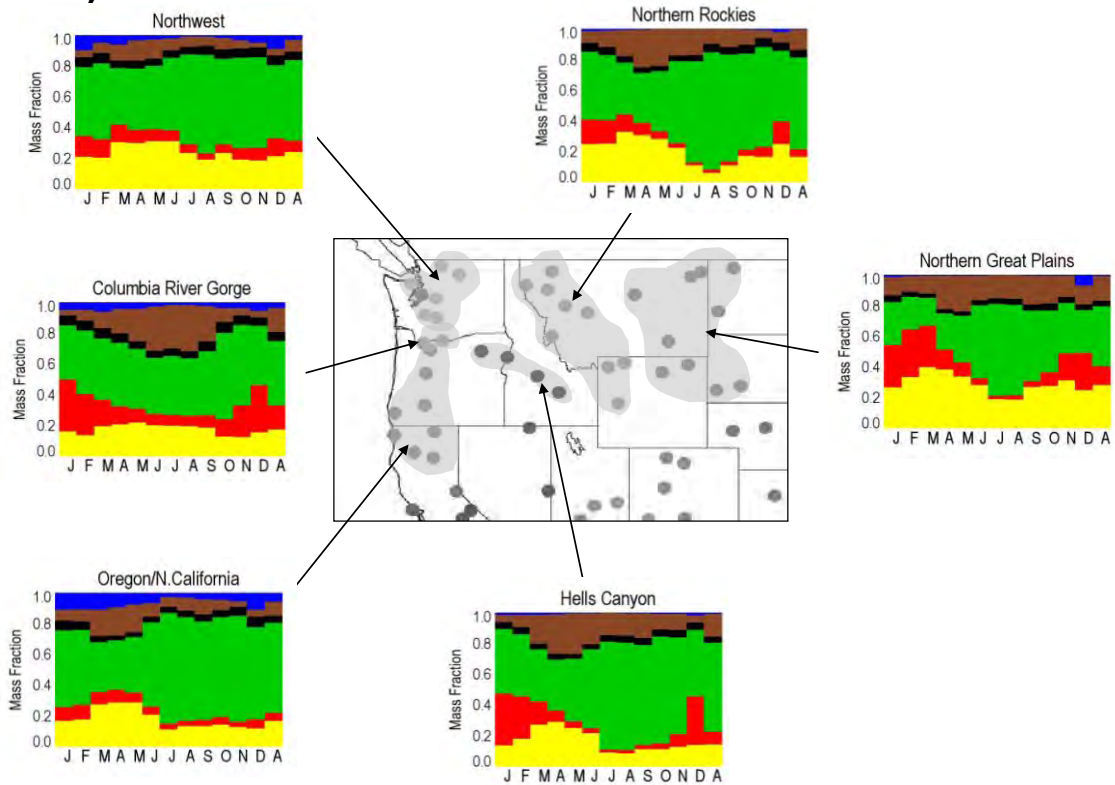 Northwest
Mass Fraction
1.0
0.8
0.6
0.4
0.2
0.0
J F M A M J J A S O N D A
Northern Rockies
Mass Fraction
1.0
0.8
0.6
0.4
0.2
0.0
J F M A M J J A S O N D A
Columbia River Gorge
Mass Fraction
1.0
0.8
0.6
0.4
0.2
0.0
J F M A M J J A S O N D A
Northern Great Plains
Mass Fraction
1.0
0.8
0.6
0.4
0.2
0.0
J F M A M J J A S O N D A
Oregon/N.California
Mass Fraction
1.0
0.8
0.6
0.4
0.2
0.0
J F M A M J J A S O N D A
Hells Canyon
Mass Fraction
1.0
0.8
0.6
0.4
0.2
0.0
J F M A M J J A S O N D A